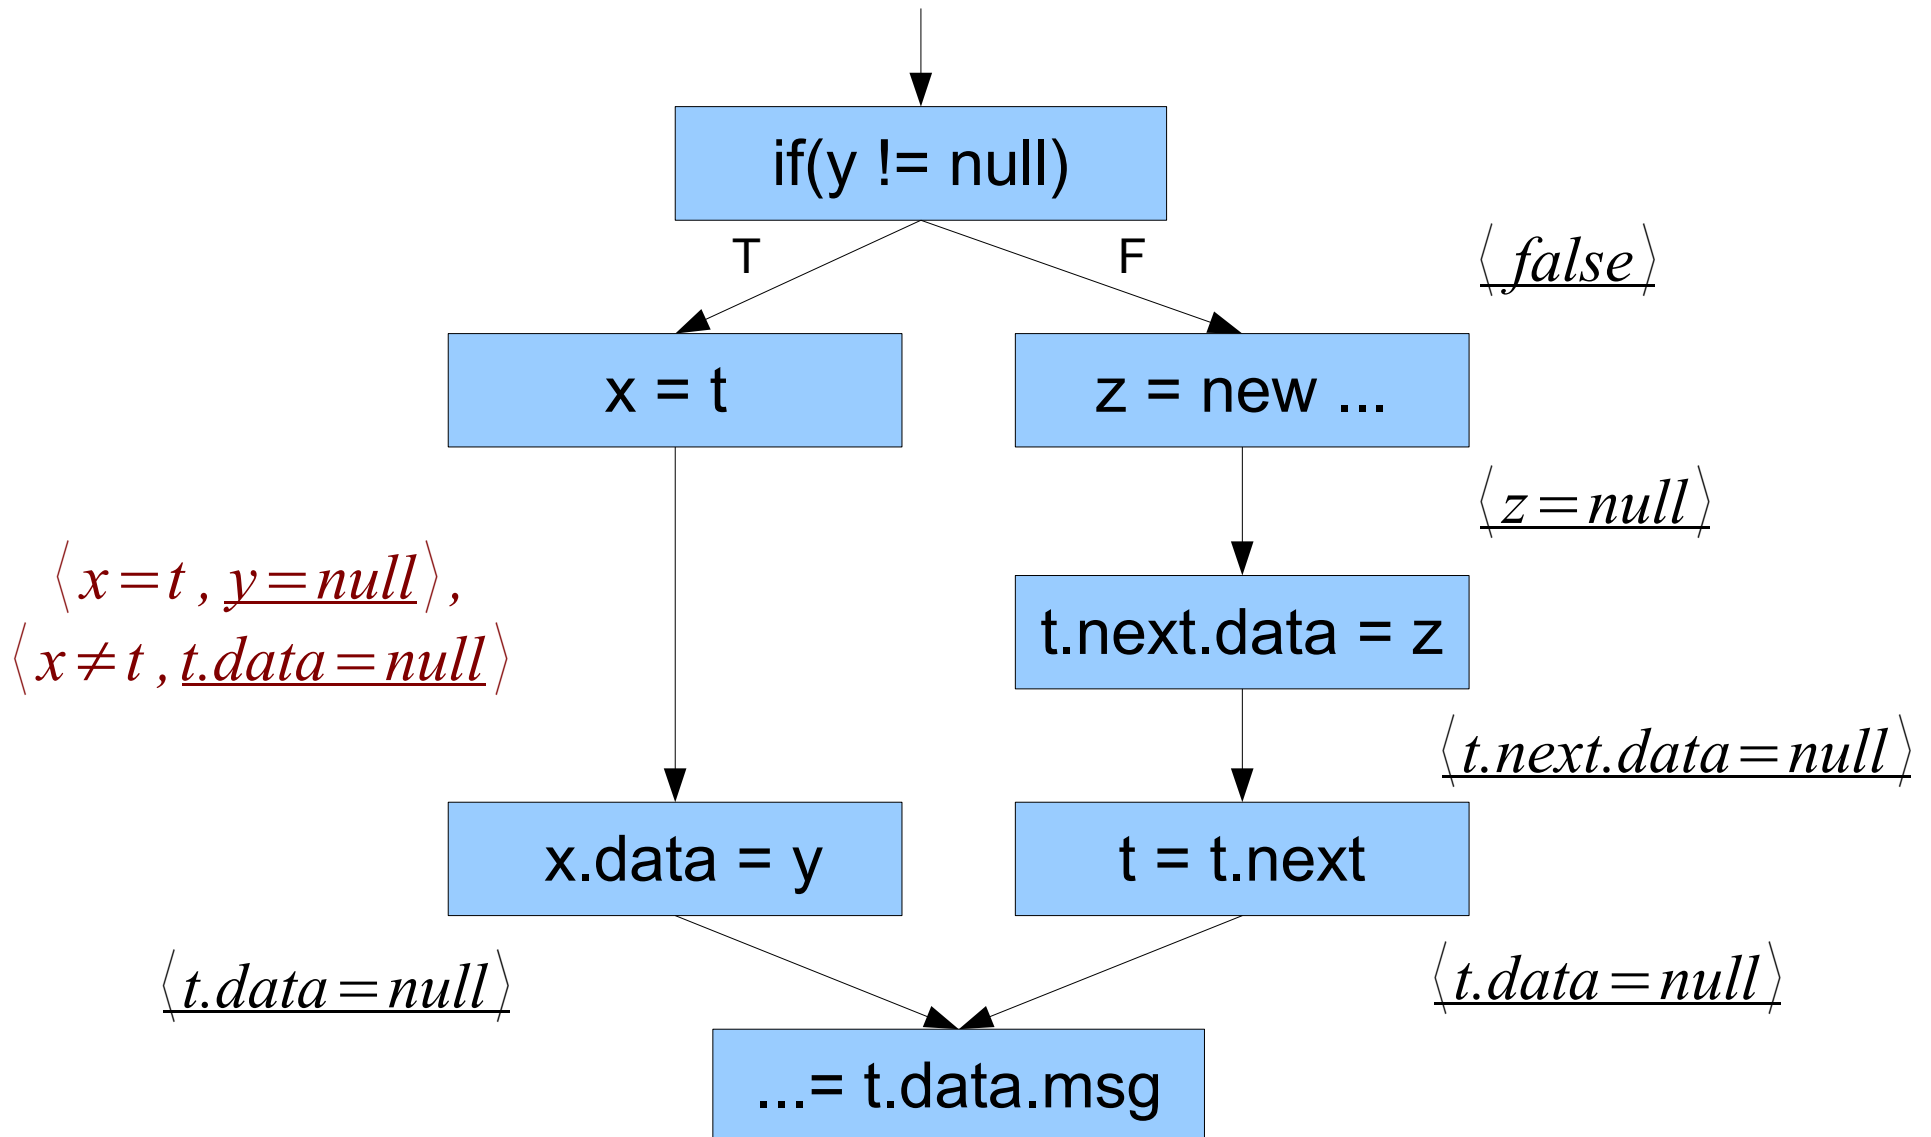 if(y != null)
T
F
⟨false⟩
x = t
z = new ...
⟨z=null⟩
⟨x=t, y=null⟩,
⟨x≠t, t.data=null⟩
t.next.data = z
⟨t.next.data=null⟩
x.data = y
t = t.next
⟨t.data=null⟩
⟨t.data=null⟩
...= t.data.msg